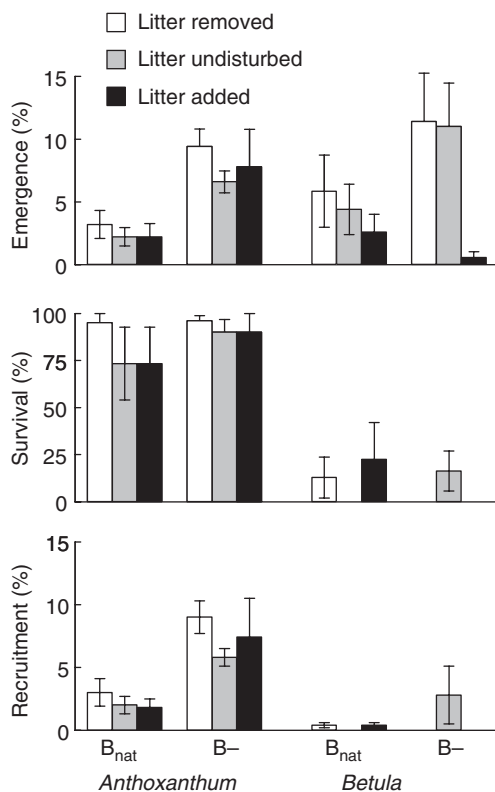 Litter removed
Litter undisturbed
Litter added
15
10
5
0
Emergence (%)
100
75
25
0
Survival (%)
15
10
5
0
Recruitment (%)
Bnat B– Bnat B–
Anthoxanthum Betula